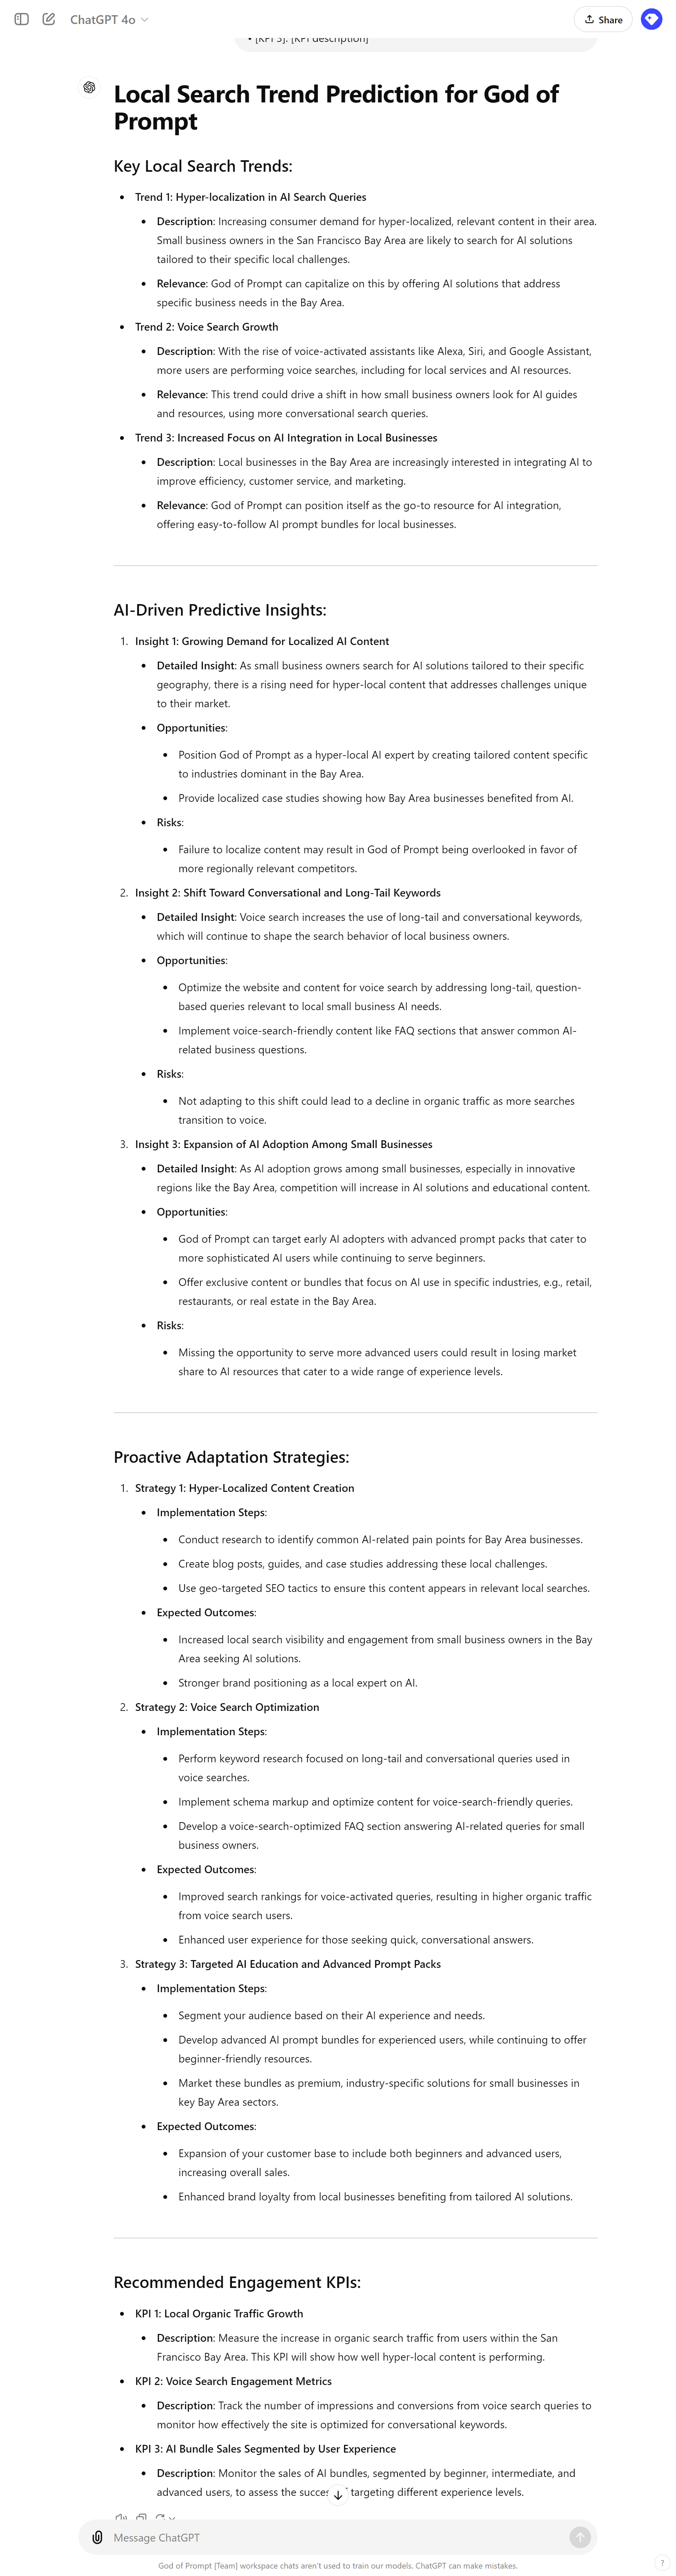 ChatGPT 4o
Share
• [KPI 3]: [KPI description]
Local Search Trend Prediction for God of
Prompt
Key Local Search Trends:
• Trend 1: Hyper-localization in AI Search Queries
• Description: Increasing consumer demand for hyper-localized, relevant content in their area.
Small business owners in the San Francisco Bay Area are likely to search for AI solutions
tailored to their specific local challenges.
• Relevance: God of Prompt can capitalize on this by offering AI solutions that address
specific business needs in the Bay Area.
• Trend 2: Voice Search Growth
• Description: With the rise of voice-activated assistants like Alexa, Siri, and Google Assistant,
more users are performing voice searches, including for local services and AI resources.
• Relevance: This trend could drive a shift in how small business owners look for AI guides
and resources, using more conversational search queries.
• Trend 3: Increased Focus on AI Integration in Local Businesses
• Description: Local businesses in the Bay Area are increasingly interested in integrating AI to
improve efficiency, customer service, and marketing.
• Relevance: God of Prompt can position itself as the go-to resource for AI integration,
offering easy-to-follow AI prompt bundles for local businesses.
AI-Driven Predictive Insights:
1. Insight 1: Growing Demand for Localized AI Content
• Detailed Insight: As small business owners search for AI solutions tailored to their specific
geography, there is a rising need for hyper-local content that addresses challenges unique
to their market.
• Opportunities:
• Position God of Prompt as a hyper-local AI expert by creating tailored content specific
to industries dominant in the Bay Area.
• Provide localized case studies showing how Bay Area businesses benefited from AI.
• Risks:
• Failure to localize content may result in God of Prompt being overlooked in favor of
more regionally relevant competitors.
2. Insight 2: Shift Toward Conversational and Long-Tail Keywords
• Detailed Insight: Voice search increases the use of long-tail and conversational keywords,
which will continue to shape the search behavior of local business owners.
• Opportunities:
• Optimize the website and content for voice search by addressing long-tail, question-
based queries relevant to local small business AI needs.
• Implement voice-search-friendly content like FAQ sections that answer common AI-
related business questions.
• Risks:
• Not adapting to this shift could lead to a decline in organic traffic as more searches
transition to voice.
3. Insight 3: Expansion of AI Adoption Among Small Businesses
• Detailed Insight: As AI adoption grows among small businesses, especially in innovative
regions like the Bay Area, competition will increase in AI solutions and educational content.
• Opportunities:
• God of Prompt can target early AI adopters with advanced prompt packs that cater to
more sophisticated AI users while continuing to serve beginners.
• Offer exclusive content or bundles that focus on AI use in specific industries, e.g., retail,
restaurants, or real estate in the Bay Area.
• Risks:
• Missing the opportunity to serve more advanced users could result in losing market
share to AI resources that cater to a wide range of experience levels.
Proactive Adaptation Strategies:
1. Strategy 1: Hyper-Localized Content Creation
• Implementation Steps:
• Conduct research to identify common AI-related pain points for Bay Area businesses.
• Create blog posts, guides, and case studies addressing these local challenges.
• Use geo-targeted SEO tactics to ensure this content appears in relevant local searches.
• Expected Outcomes:
• Increased local search visibility and engagement from small business owners in the Bay
Area seeking AI solutions.
• Stronger brand positioning as a local expert on AI.
2. Strategy 2: Voice Search Optimization
• Implementation Steps:
• Perform keyword research focused on long-tail and conversational queries used in
voice searches.
• Implement schema markup and optimize content for voice-search-friendly queries.
• Develop a voice-search-optimized FAQ section answering AI-related queries for small
business owners.
• Expected Outcomes:
• Improved search rankings for voice-activated queries, resulting in higher organic traffic
from voice search users.
• Enhanced user experience for those seeking quick, conversational answers.
3. Strategy 3: Targeted AI Education and Advanced Prompt Packs
• Implementation Steps:
• Segment your audience based on their AI experience and needs.
• Develop advanced AI prompt bundles for experienced users, while continuing to offer
beginner-friendly resources.
• Market these bundles as premium, industry-specific solutions for small businesses in
key Bay Area sectors.
• Expected Outcomes:
• Expansion of your customer base to include both beginners and advanced users,
increasing overall sales.
• Enhanced brand loyalty from local businesses benefiting from tailored AI solutions.
Recommended Engagement KPIs:
• KPI 1: Local Organic Traffic Growth
• Description: Measure the increase in organic search traffic from users within the San
Francisco Bay Area. This KPI will show how well hyper-local content is performing.
• KPI 2: Voice Search Engagement Metrics
• Description: Track the number of impressions and conversions from voice search queries to
monitor how effectively the site is optimized for conversational keywords.
• KPI 3: AI Bundle Sales Segmented by User Experience
• Description: Monitor the sales of AI bundles, segmented by beginner, intermediate, and
advanced users, to assess the success targeting different experience levels.
Message ChatGPT
God of Prompt [Team] workspace chats aren't used to train our models. ChatGPT can make mistakes.
?